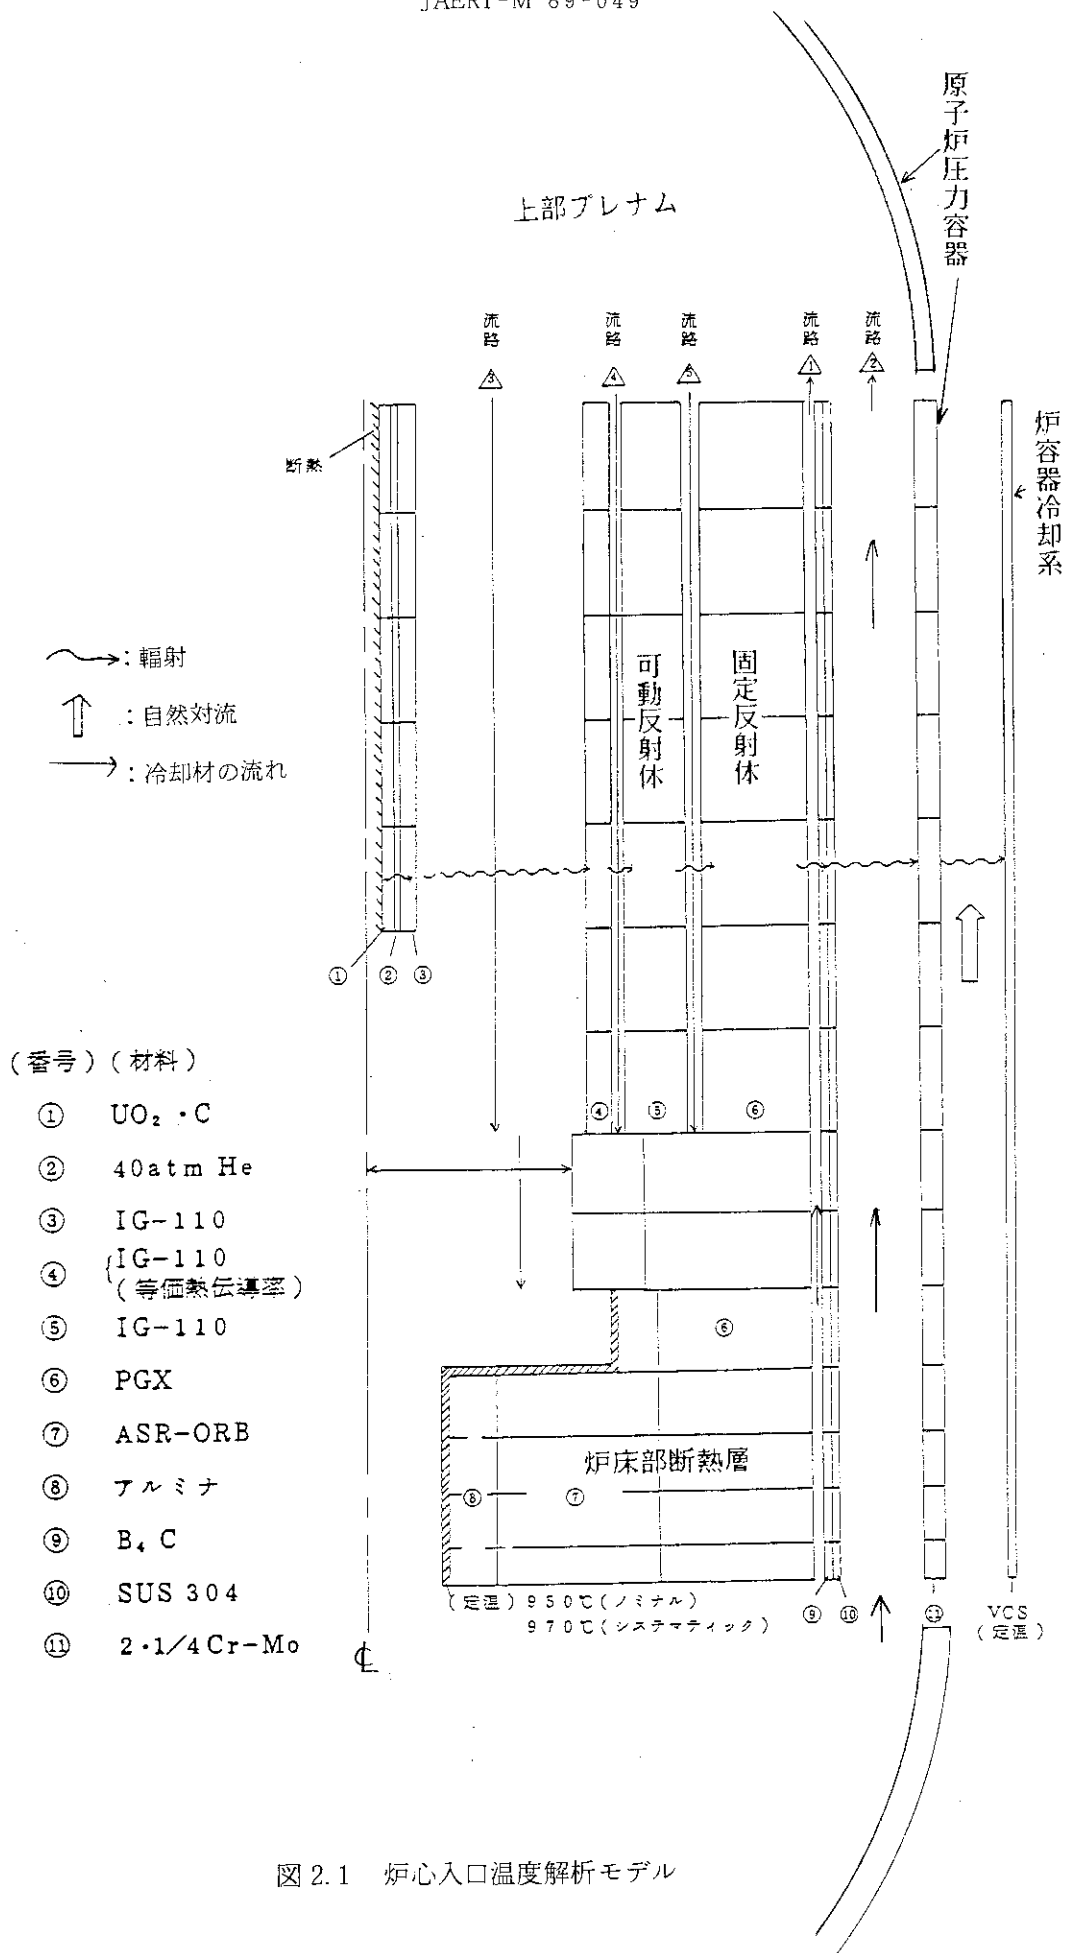 JAERI-M 89-049
原子炉圧力容器
上部プレナム
流路
3
流路
4
流路
5
流路
1
流路
2
断熱
炉容器冷却系
：輻射
：自然対流
：冷却材の流れ
可動反射体
固定反射体
① ② ③
(番号) (材料)
① UO₂・C
② 40atm He
③ IG-110
④ {IG-110
(等価熱伝導率)
⑤ IG-110
⑥ PGX
⑦ ASR-ORB
⑧ アルミナ
⑨ B₄C
⑩ SUS 304
⑪ 2・1/4Cr-Mo
④ ⑤ ⑥
⑥
炉床部断熱層
⑧ ⑦
(定温) 950℃(ノミナル)
970℃(システマティック)
⑨ ⑩ ⑪
VCS
(定温)
℄
図 2.1 炉心入口温度解析モデル